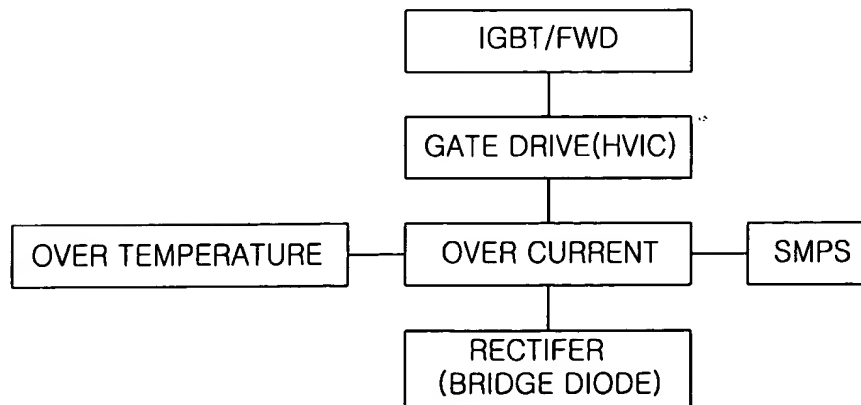 IGBT/FWD
GATE DRIVE(HVIC)
OVER TEMPERATURE
OVER CURRENT
SMPS
RECTIFER
(BRIDGE DIODE)